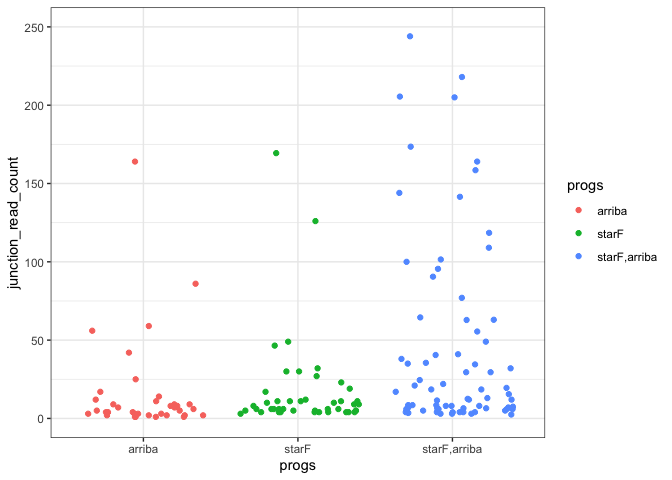 250
200
150
100
50
0
junction_read_count
arriba
starF
starF,arriba
progs
progs
arriba
starF
starF,arriba